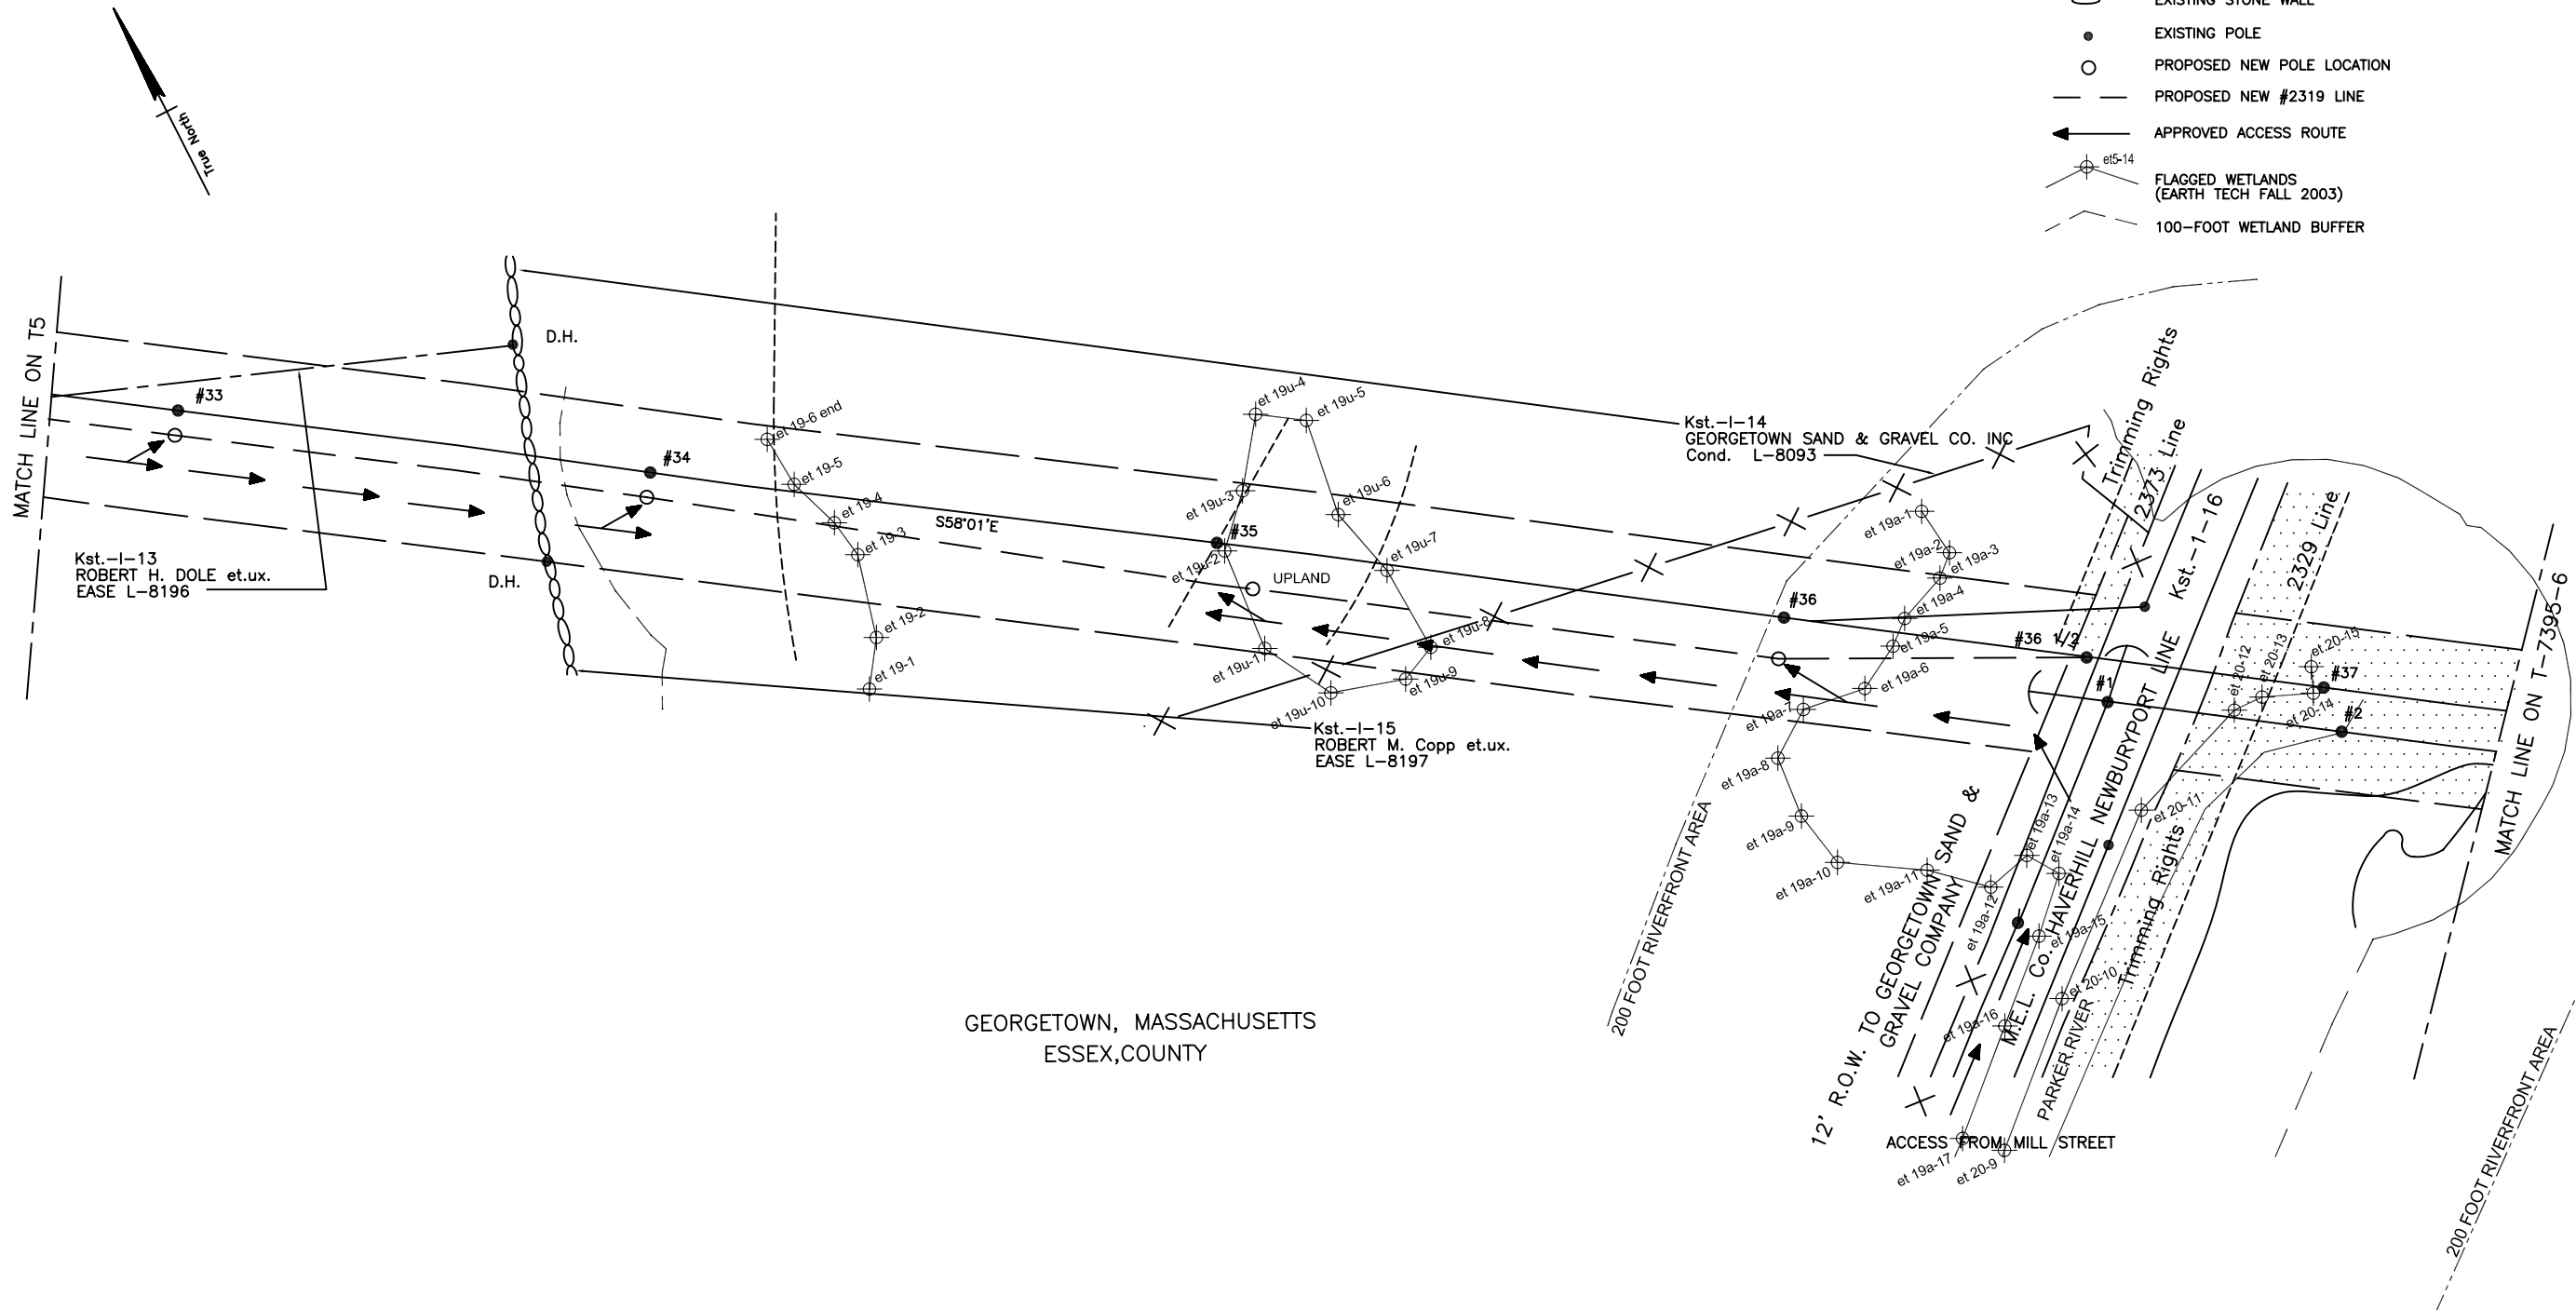 EXISTING STONE WALL
EXISTING POLE
PROPOSED NEW POLE LOCATION
PROPOSED NEW #2319 LINE
APPROVED ACCESS ROUTE
et5-14
FLAGGED WETLANDS
(EARTH TECH FALL 2003)
100-FOOT WETLAND BUFFER
True North
MATCH LINE ON T5
#33
D.H.
#34
D.H.
Kst.-I-13
ROBERT H. DOLE et.ux.
EASE L-8196
et 19-6 end
et 19-5
et 19-4
et 19-3
et 19-2
et 19-1
S58°01'E
et 19u-4
et 19u-5
et 19u-3
et 19u-6
#35
et 19u-2
et 19u-7
UPLAND
et 19u-1
et 19u-8
et 19u-9
et 19u-10
Kst.-I-15
ROBERT M. Copp et.ux.
EASE L-8197
Kst.-I-14
GEORGETOWN SAND & GRAVEL CO. INC
Cond. L-8093
et 19a-1
et 19a-2
et 19a-3
et 19a-4
et 19a-5
et 19a-6
et 19a-7
et 19a-8
et 19a-9
et 19a-10
et 19a-11
et 19a-12
et 19a-13
et 19a-14
et 19a-15
et 19a-16
et 19a-17
#36
#36 1/2
#1
#37
#2
Trimming Rights
2373 Line
Kst.-1-16
2329 Line
et 20-12
et 20-13
et.20-15
et 20-14
et 20-11
et 20-10
et 20-9
M.E.L. Co. HAVERHILL NEWBURYPORT LINE
Trimming Rights
PARKER RIVER
12' R.O.W. TO GEORGETOWN SAND &
GRAVEL COMPANY
ACCESS FROM MILL STREET
200 FOOT RIVERFRONT AREA
200 FOOT RIVERFRONT AREA
MATCH LINE ON T-7395-6
GEORGETOWN, MASSACHUSETTS
ESSEX,COUNTY